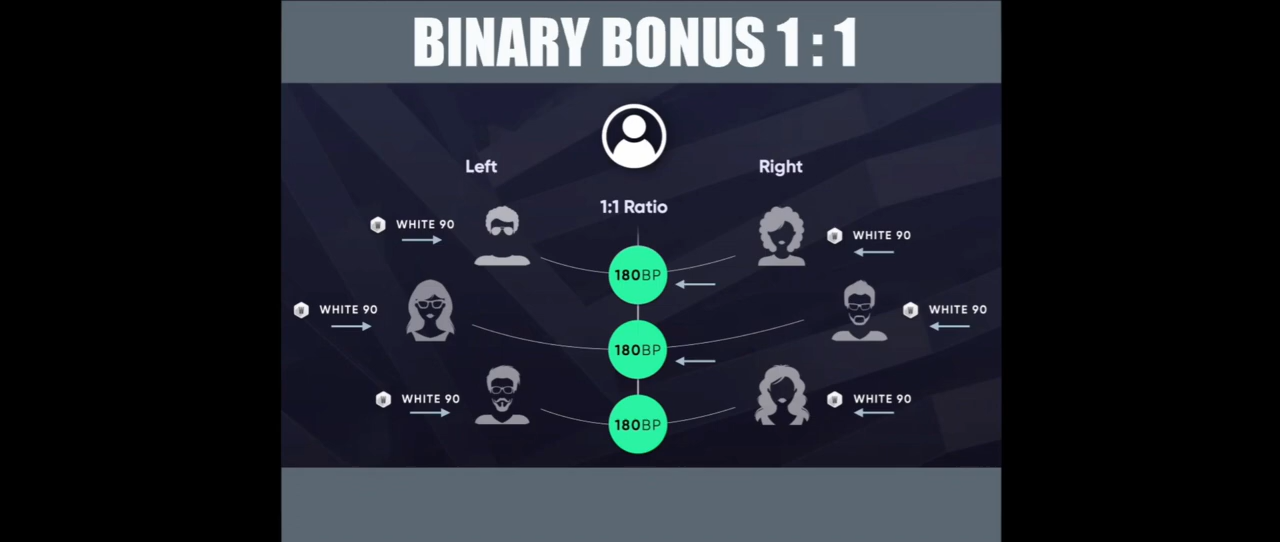 BINARY BONUS 1 : 1
Left
Right
1:1 Ratio
WHITE 90
WHITE 90
180BP
WHITE 90
WHITE 90
180BP
WHITE 90
WHITE 90
180BP